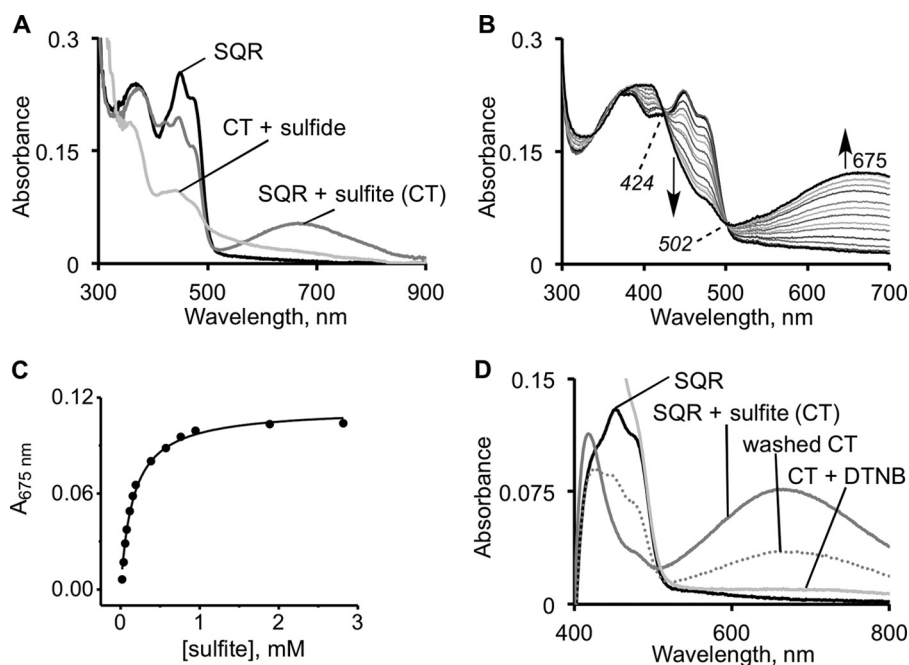 A
0.3
0.15
0
Absorbance
SQR
CT + sulfide
SQR + sulfite (CT)
300 500 700 900
Wavelength, nm
B
0.3
0.15
0
Absorbance
424
502
675
300 400 500 600 700
Wavelength, nm
C
0.12
0.06
0.00
A675 nm
0 1 2 3
[sulfite], mM
D
0.15
0.075
0
Absorbance
SQR
SQR + sulfite (CT)
washed CT
CT + DTNB
400 600 800
Wavelength, nm